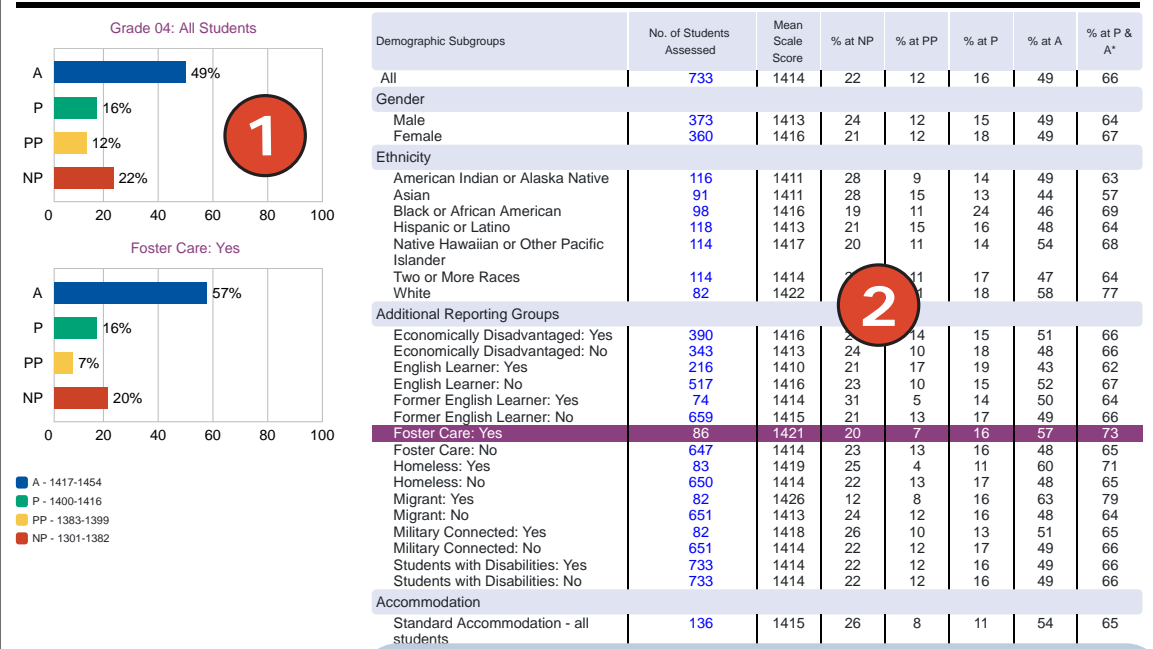 Grade 04: All Students
A 49%
P 16%
PP 12%
NP 22%
0 20 40 60 80 100
1
Foster Care: Yes
A 57%
P 16%
PP 7%
NP 20%
0 20 40 60 80 100
A - 1417-1454
P - 1400-1416
PP - 1383-1399
NP - 1301-1382
Demographic Subgroups No. of Students Assessed Mean Scale Score % at NP % at PP % at P % at A % at P & A*
All 733 1414 22 12 16 49 66
Gender
Male 373 1413 24 12 15 49 64
Female 360 1416 21 12 18 49 67
Ethnicity
American Indian or Alaska Native 116 1411 28 9 14 49 63
Asian 91 1411 28 15 13 44 57
Black or African American 98 1416 19 11 24 46 69
Hispanic or Latino 118 1413 21 15 16 48 64
Native Hawaiian or Other Pacific 114 1417 20 11 14 54 68
Islander
Two or More Races 114 1414 11 17 47 64
White 82 1422 18 58 77
2
Additional Reporting Groups
Economically Disadvantaged: Yes 390 1416 14 15 51 66
Economically Disadvantaged: No 343 1413 24 10 18 48 66
English Learner: Yes 216 1410 21 17 19 43 62
English Learner: No 517 1416 23 10 15 52 67
Former English Learner: Yes 74 1414 31 5 14 50 64
Former English Learner: No 659 1415 21 13 17 49 66
Foster Care: Yes 86 1421 20 7 16 57 73
Foster Care: No 647 1414 23 13 16 48 65
Homeless: Yes 83 1419 25 4 11 60 71
Homeless: No 650 1414 22 13 17 48 65
Migrant: Yes 82 1426 12 8 16 63 79
Migrant: No 651 1413 24 12 16 48 64
Military Connected: Yes 82 1418 26 10 13 51 65
Military Connected: No 651 1414 22 12 17 49 66
Students with Disabilities: Yes 733 1414 22 12 16 49 66
Students with Disabilities: No 733 1414 22 12 16 49 66
Accommodation
Standard Accommodation - all 136 1415 26 8 11 54 65
students